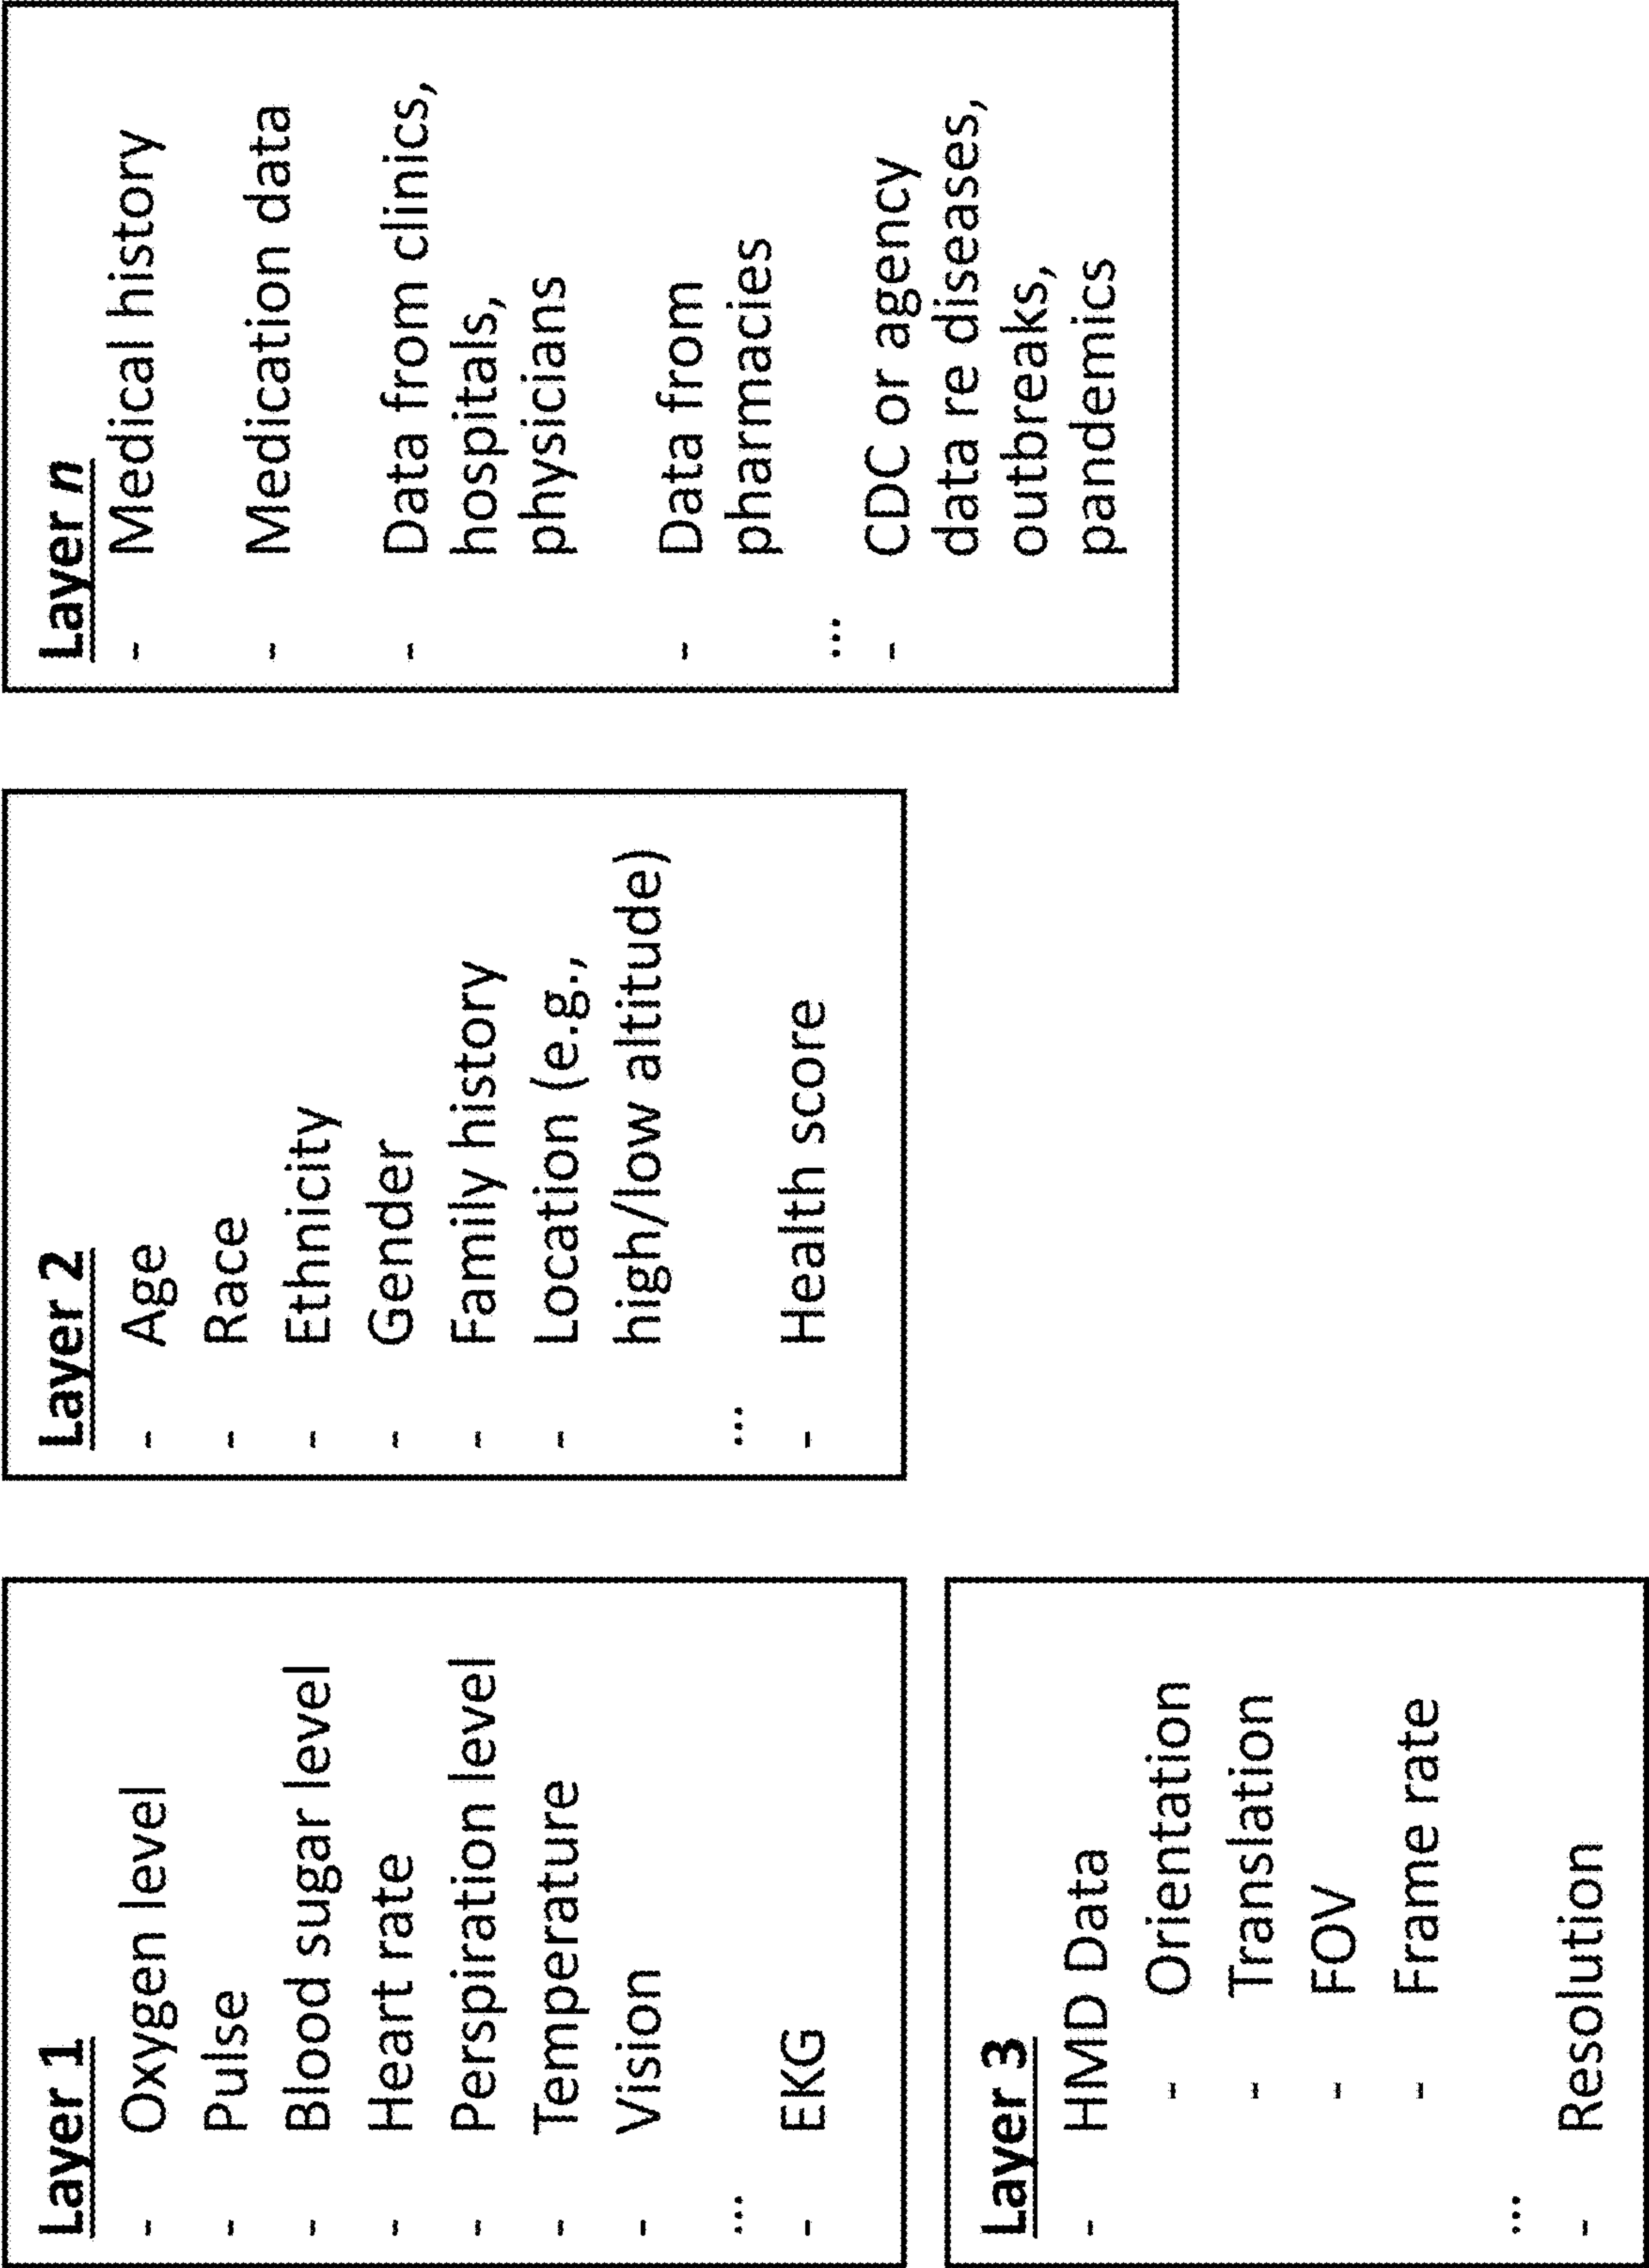 Layer 1
- Oxygen level
- Pulse
- Blood sugar level
- Heart rate
- Perspiration level
- Temperature
- Vision
...
- EKG
Layer 2
- Age
- Race
- Ethnicity
- Gender
- Family history
- Location (e.g.,
high/low altitude)
...
- Health score
Layer n
- Medical history
- Medication data
- Data from clinics,
hospitals,
physicians
- Data from
pharmacies
...
- CDC or agency
data re diseases,
outbreaks,
pandemics
Layer 3
- HMD Data
- Orientation
- Translation
- FOV
- Frame rate
...
- Resolution